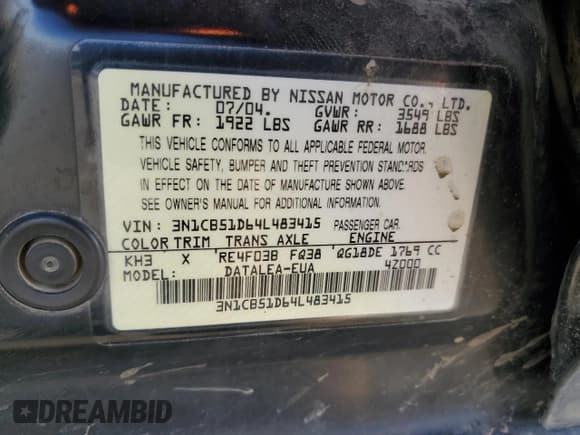 MANUFACTURED BY NISSAN MOTOR CO., LTD.
DATE: 07/04. GVWR: 3549 LBS
GAWR FR: 1922 LBS GAWR RR: 1688 LBS
THIS VEHICLE CONFORMS TO ALL APPLICABLE FEDERAL MOTOR.
VEHICLE SAFETY, BUMPER AND THEFT PREVENTION STANDARDS
IN EFFECT ON THE DATE OF MANUFACTURE SHOWN ABOVE.
SEE OWNER'S MANUAL FOR ADDITIONAL INFORMATION.
VIN: 3N1CB51D64L483415 PASSENGER CAR.
COLOR TRIM TRANS AXLE ENGINE
KH3 X RE4F03B FQ38 QG18DE 1769 CC
MODEL: DATALEA-EUA 4Z000
3N1CB51D64L483415
DREAMBID